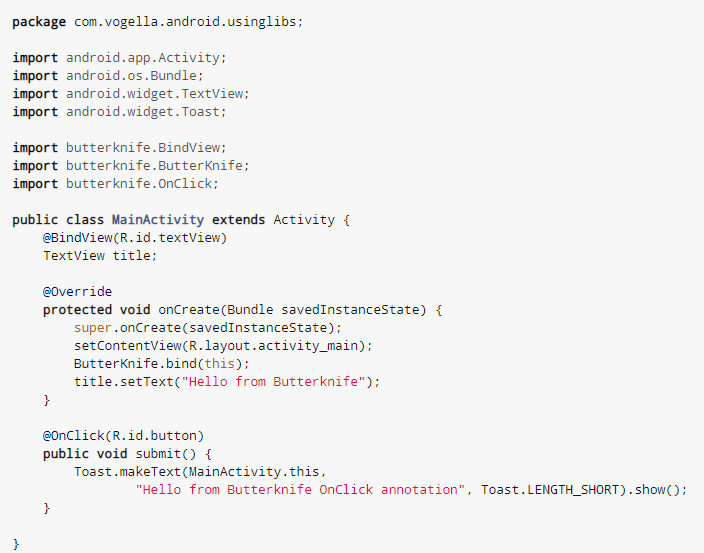 package com.vogella.android.usinglibs;

import android.app.Activity;
import android.os.Bundle;
import android.widget.TextView;
import android.widget.Toast;

import butterknife.BindView;
import butterknife.ButterKnife;
import butterknife.OnClick;

public class MainActivity extends Activity {
    @BindView(R.id.textView)
    TextView title;

    @Override
    protected void onCreate(Bundle savedInstanceState) {
        super.onCreate(savedInstanceState);
        setContentView(R.layout.activity_main);
        ButterKnife.bind(this);
        title.setText("Hello from Butterknife");
    }

    @OnClick(R.id.button)
    public void submit() {
        Toast.makeText(MainActivity.this,
                "Hello from Butterknife OnClick annotation", Toast.LENGTH_SHORT).show();
    }

}